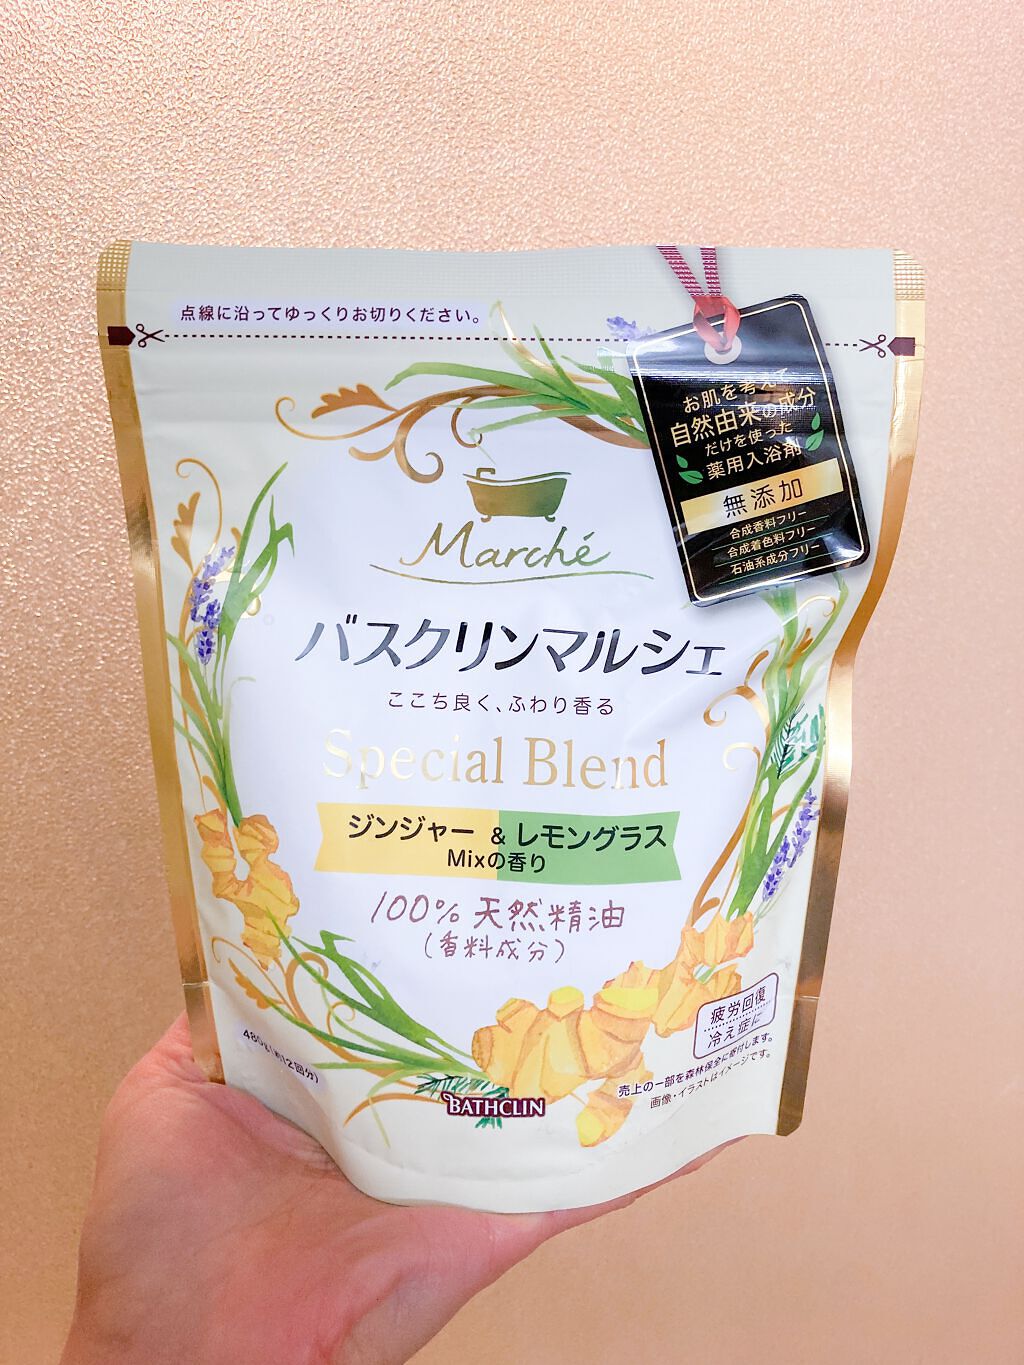 点線に沿ってゆっくりお切りください。
お肌を考えて
自然由来の成分
だけを使った
薬用入浴剤
無添加
合成香料フリー
合成着色料フリー
石油系成分フリー
Marché
バスクリンマルシェ
ここち良く、ふわり香る
Special Blend
ジンジャー & レモングラス
Mixの香り
100% 天然精油
(香料成分)
疲労回復
冷え症に
480g(約12回分)
売上の一部を森林保全に寄付します。
画像・イラストはイメージです。
BATHCLIN